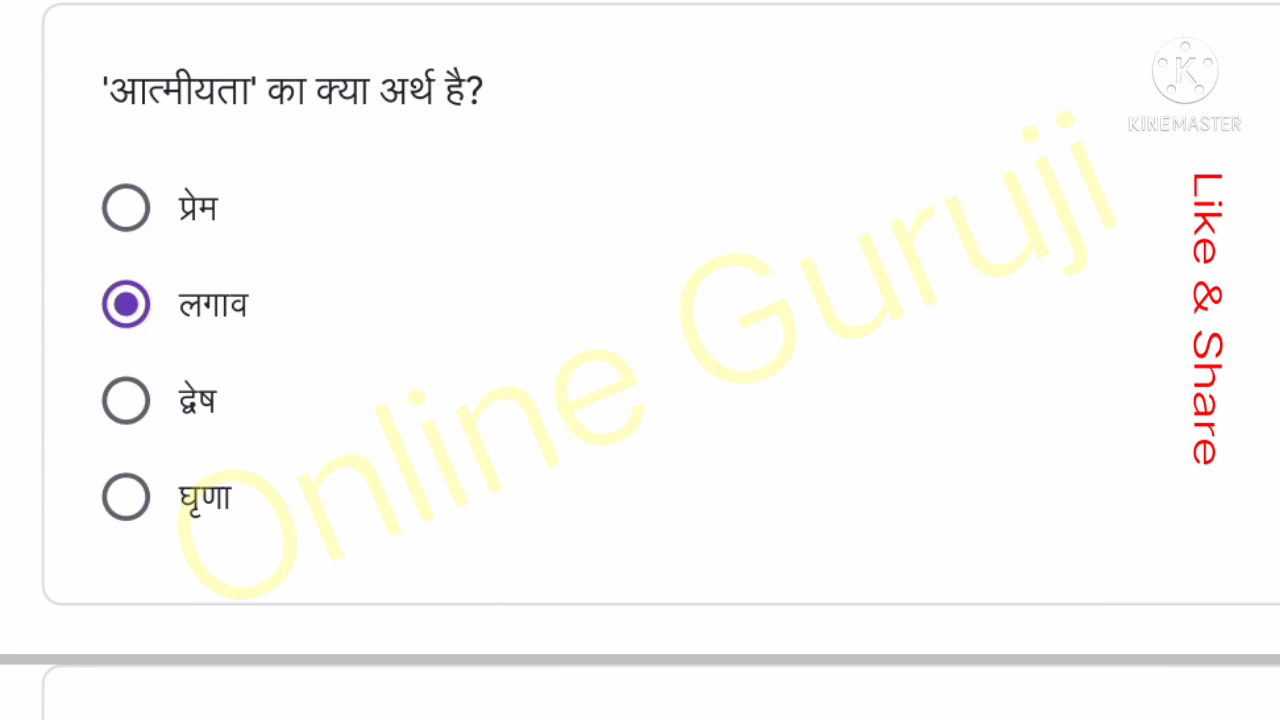 'आत्मीयता' का क्या अर्थ है?
प्रेम
लगाव
द्वेष
घृणा
Online Guruji
K
KINEMASTER
Like & Share